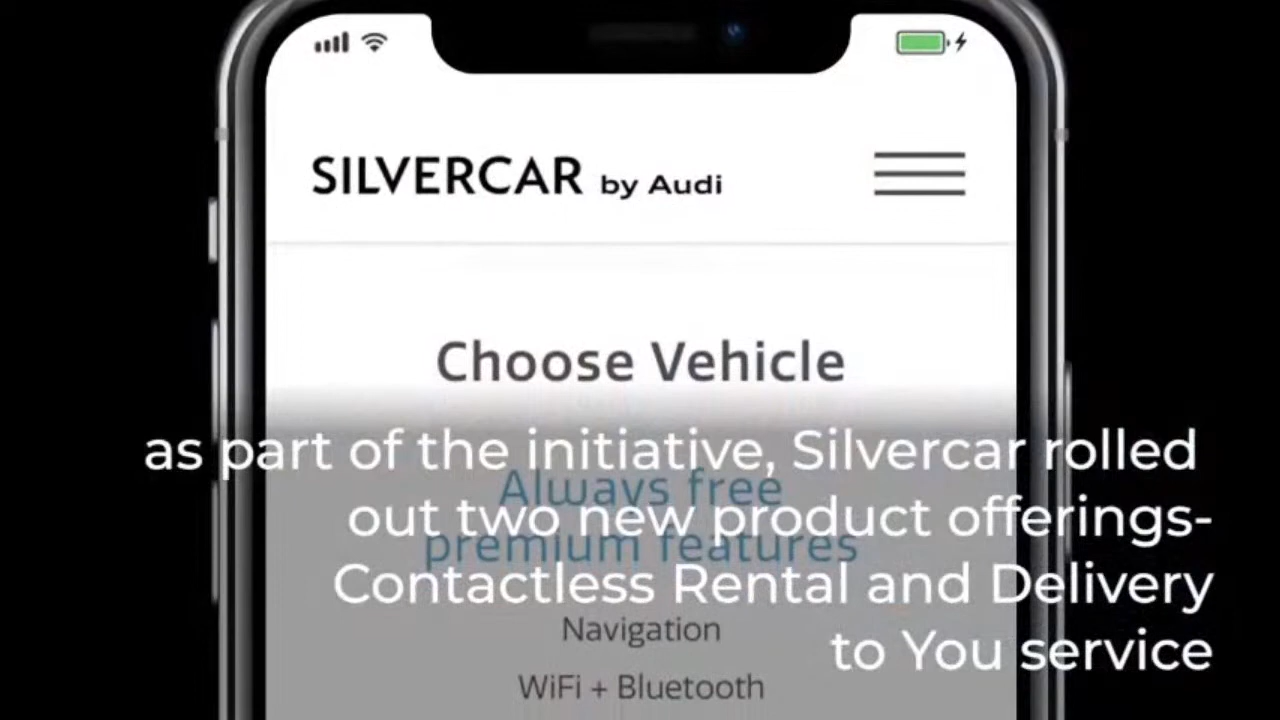 SILVERCAR by Audi
Choose Vehicle
as part of the initiative, Silvercar rolled
Always free
out two new product offerings-
premium features
Contactless Rental and Delivery
Navigation
to You service
WiFi + Bluetooth